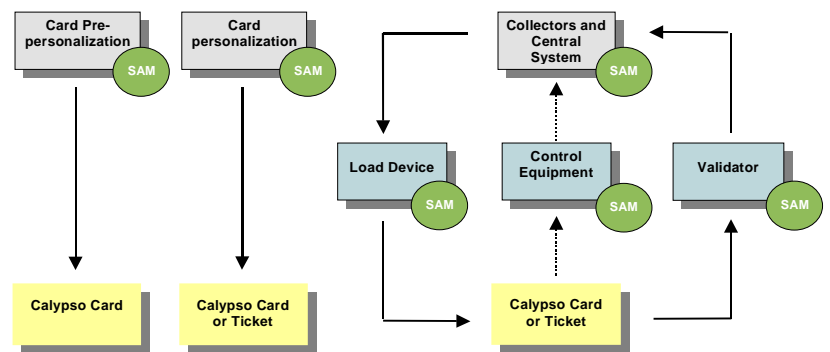 Card Pre-
personalization
SAM
Card
personalization
SAM
Collectors and
Central
System
SAM
Load Device
SAM
Control
Equipment
SAM
Validator
SAM
Calypso Card
Calypso Card
or Ticket
Calypso Card
or Ticket